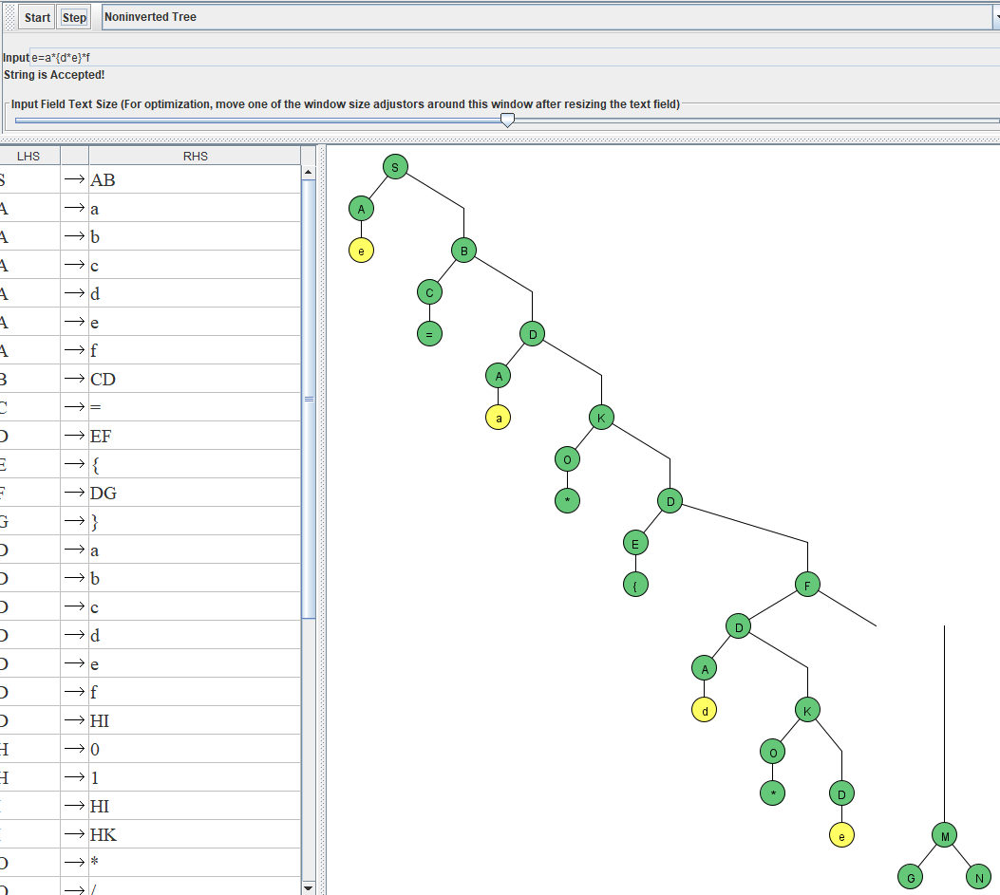 Start Step Noninverted Tree
Input e=a*{d*e}*f
String is Accepted!
Input Field Text Size (For optimization, move one of the window size adjustors around this window after resizing the text field)
LHS RHS
S → AB
A → a
A → b
A → c
A → d
A → e
A → f
B → CD
C → =
D → EF
E → {
F → DG
G → }
D → a
D → b
D → c
D → d
D → e
D → f
D → HI
H → 0
H → 1
→ HI
→ HK
O → *
O → /
S
A
e B
C
= D
A
a K
O
* D
E
{ F
D
A
d K
O
* D
e M
G N